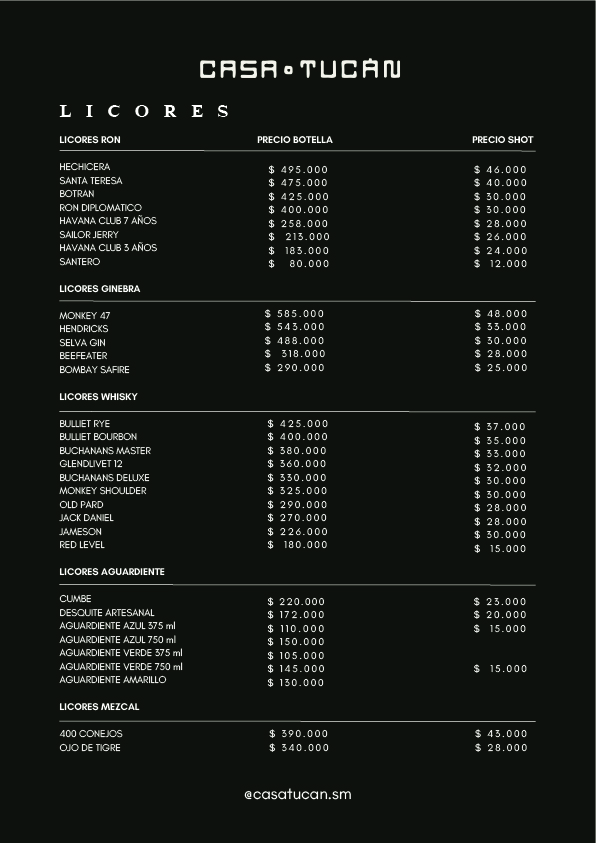 CASA TUCÁN
LICORES
LICORES RON PRECIO BOTELLA PRECIO SHOT
HECHICERA $ 495.000 $ 46.000
SANTA TERESA $ 475.000 $ 40.000
BOTRAN $ 425.000 $ 30.000
RON DIPLOMATICO $ 400.000 $ 30.000
HAVANA CLUB 7 AÑOS $ 258.000 $ 28.000
SAILOR JERRY $ 213.000 $ 26.000
HAVANA CLUB 3 AÑOS $ 183.000 $ 24.000
SANTERO $ 80.000 $ 12.000
LICORES GINEBRA
MONKEY 47 $ 585.000 $ 48.000
HENDRICKS $ 543.000 $ 33.000
SELVA GIN $ 488.000 $ 30.000
BEEFEATER $ 318.000 $ 28.000
BOMBAY SAFIRE $ 290.000 $ 25.000
LICORES WHISKY
BULLIET RYE $ 425.000 $ 37.000
BULLIET BOURBON $ 400.000 $ 35.000
BUCHANANS MASTER $ 380.000 $ 33.000
GLENDLIVET 12 $ 360.000 $ 32.000
BUCHANANS DELUXE $ 330.000 $ 30.000
MONKEY SHOULDER $ 325.000 $ 30.000
OLD PARD $ 290.000 $ 28.000
JACK DANIEL $ 270.000 $ 28.000
JAMESON $ 226.000 $ 30.000
RED LEVEL $ 180.000 $ 15.000
LICORES AGUARDIENTE
CUMBE $ 220.000 $ 23.000
DESQUITE ARTESANAL $ 172.000 $ 20.000
AGUARDIENTE AZUL 375 ml $ 110.000 $ 15.000
AGUARDIENTE AZUL 750 ml $ 150.000
AGUARDIENTE VERDE 375 ml $ 105.000
AGUARDIENTE VERDE 750 ml $ 145.000 $ 15.000
AGUARDIENTE AMARILLO $ 130.000
LICORES MEZCAL
400 CONEJOS $ 390.000 $ 43.000
OJO DE TIGRE $ 340.000 $ 28.000
@casatucan.sm